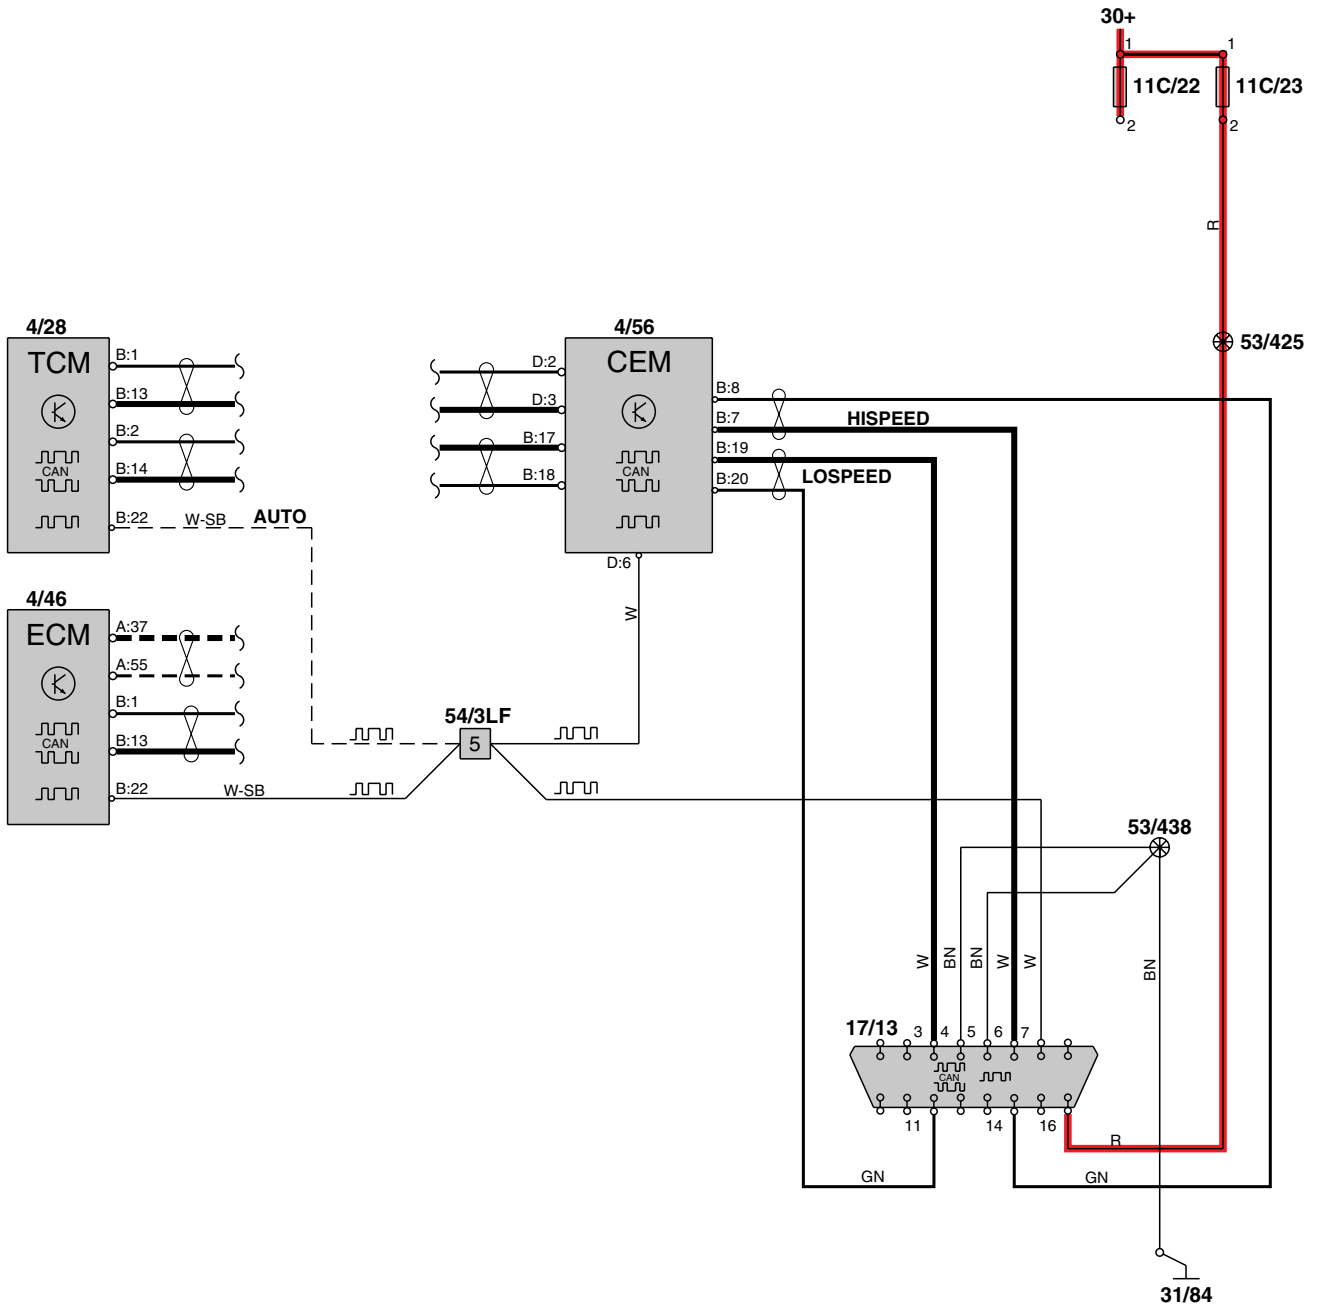 30+
1
1
11C/22
11C/23
2
2
R
53/425
4/28
TCM
B:1
B:13
B:2
CAN
B:14
B:22
W-SB
AUTO
4/56
CEM
D:2
D:3
B:17
B:18
CAN
B:8
B:7
HISPEED
B:19
B:20
LOSPEED
D:6
W
4/46
ECM
A:37
A:55
B:1
CAN
B:13
B:22
W-SB
54/3LF
5
53/438
W
BN
BN
W
W
BN
17/13
3
4
5
6
7
CAN
11
14
16
R
GN
GN
31/84